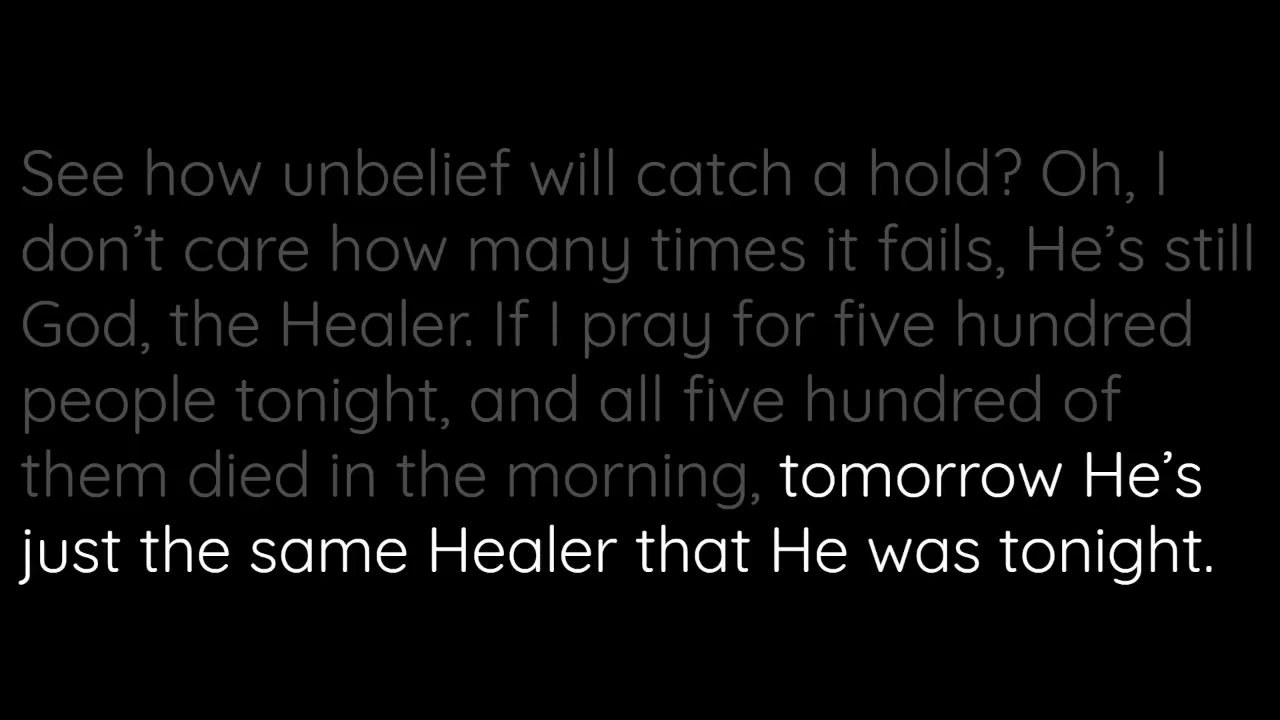 See how unbelief will catch a hold? Oh, I
don’t care how many times it fails, He’s still
God, the Healer. If I pray for five hundred
people tonight, and all five hundred of
them died in the morning, tomorrow He’s
just the same Healer that He was tonight.